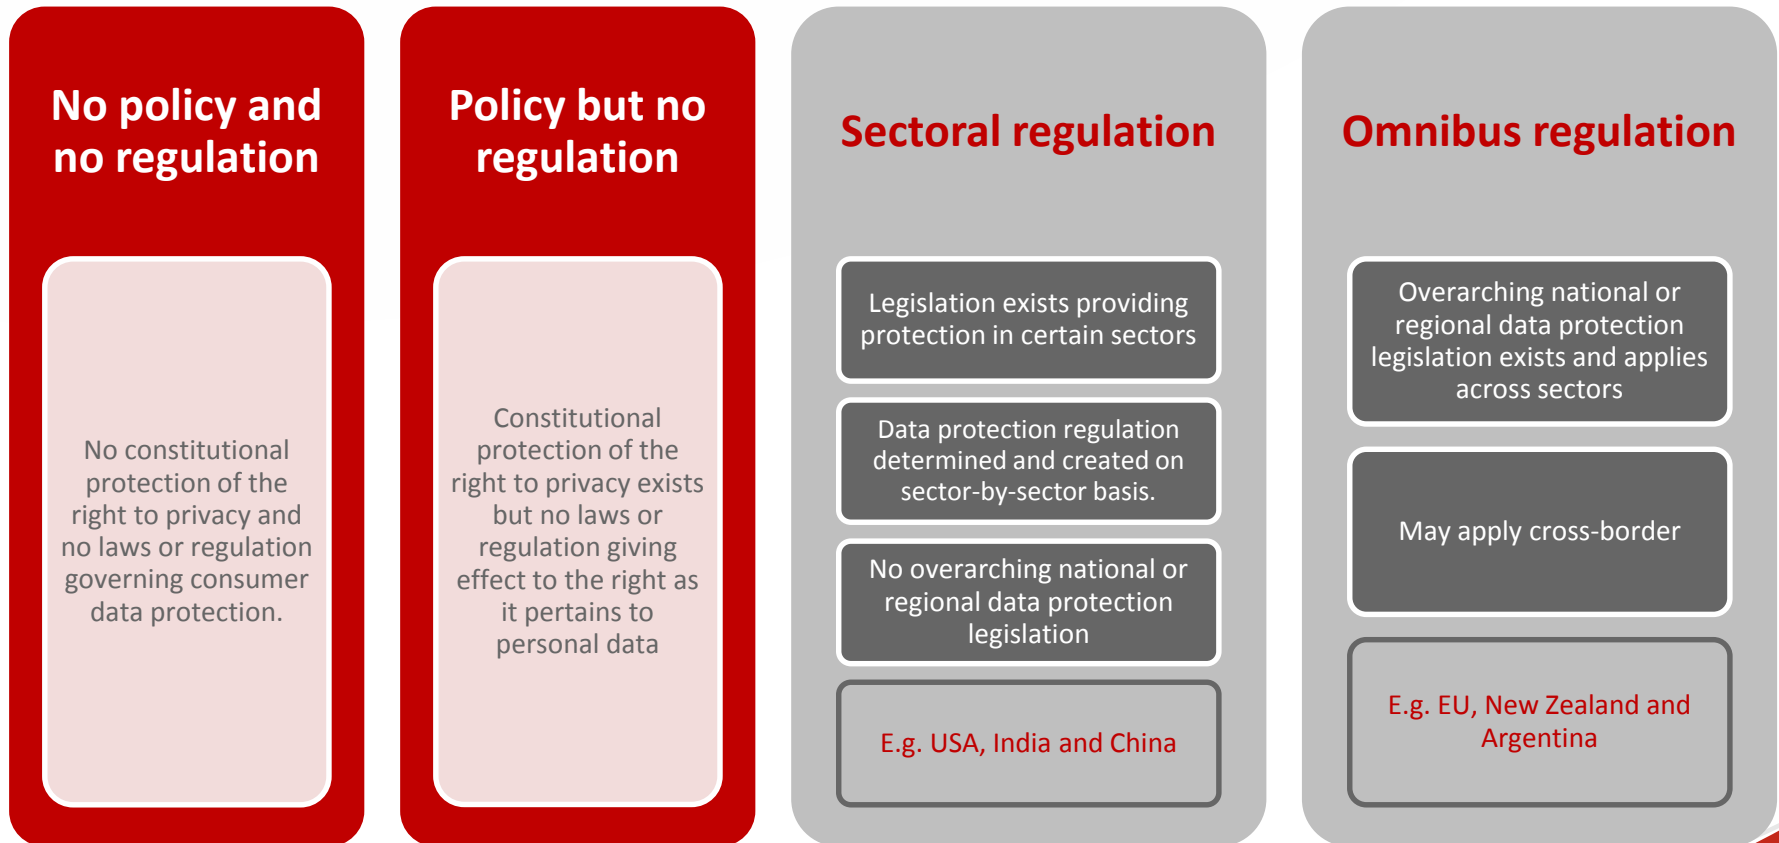 No policy and
no regulation
No constitutional
protection of the
right to privacy and
no laws or regulation
governing consumer
data protection.
Policy but no
regulation
Constitutional
protection of the
right to privacy exists
but no laws or
regulation giving
effect to the right as
it pertains to
personal data
Sectoral regulation
Legislation exists providing
protection in certain sectors
Data protection regulation
determined and created on
sector-by-sector basis.
No overarching national or
regional data protection
legislation
E.g. USA, India and China
Omnibus regulation
Overarching national or
regional data protection
legislation exists and applies
across sectors
May apply cross-border
E.g. EU, New Zealand and
Argentina